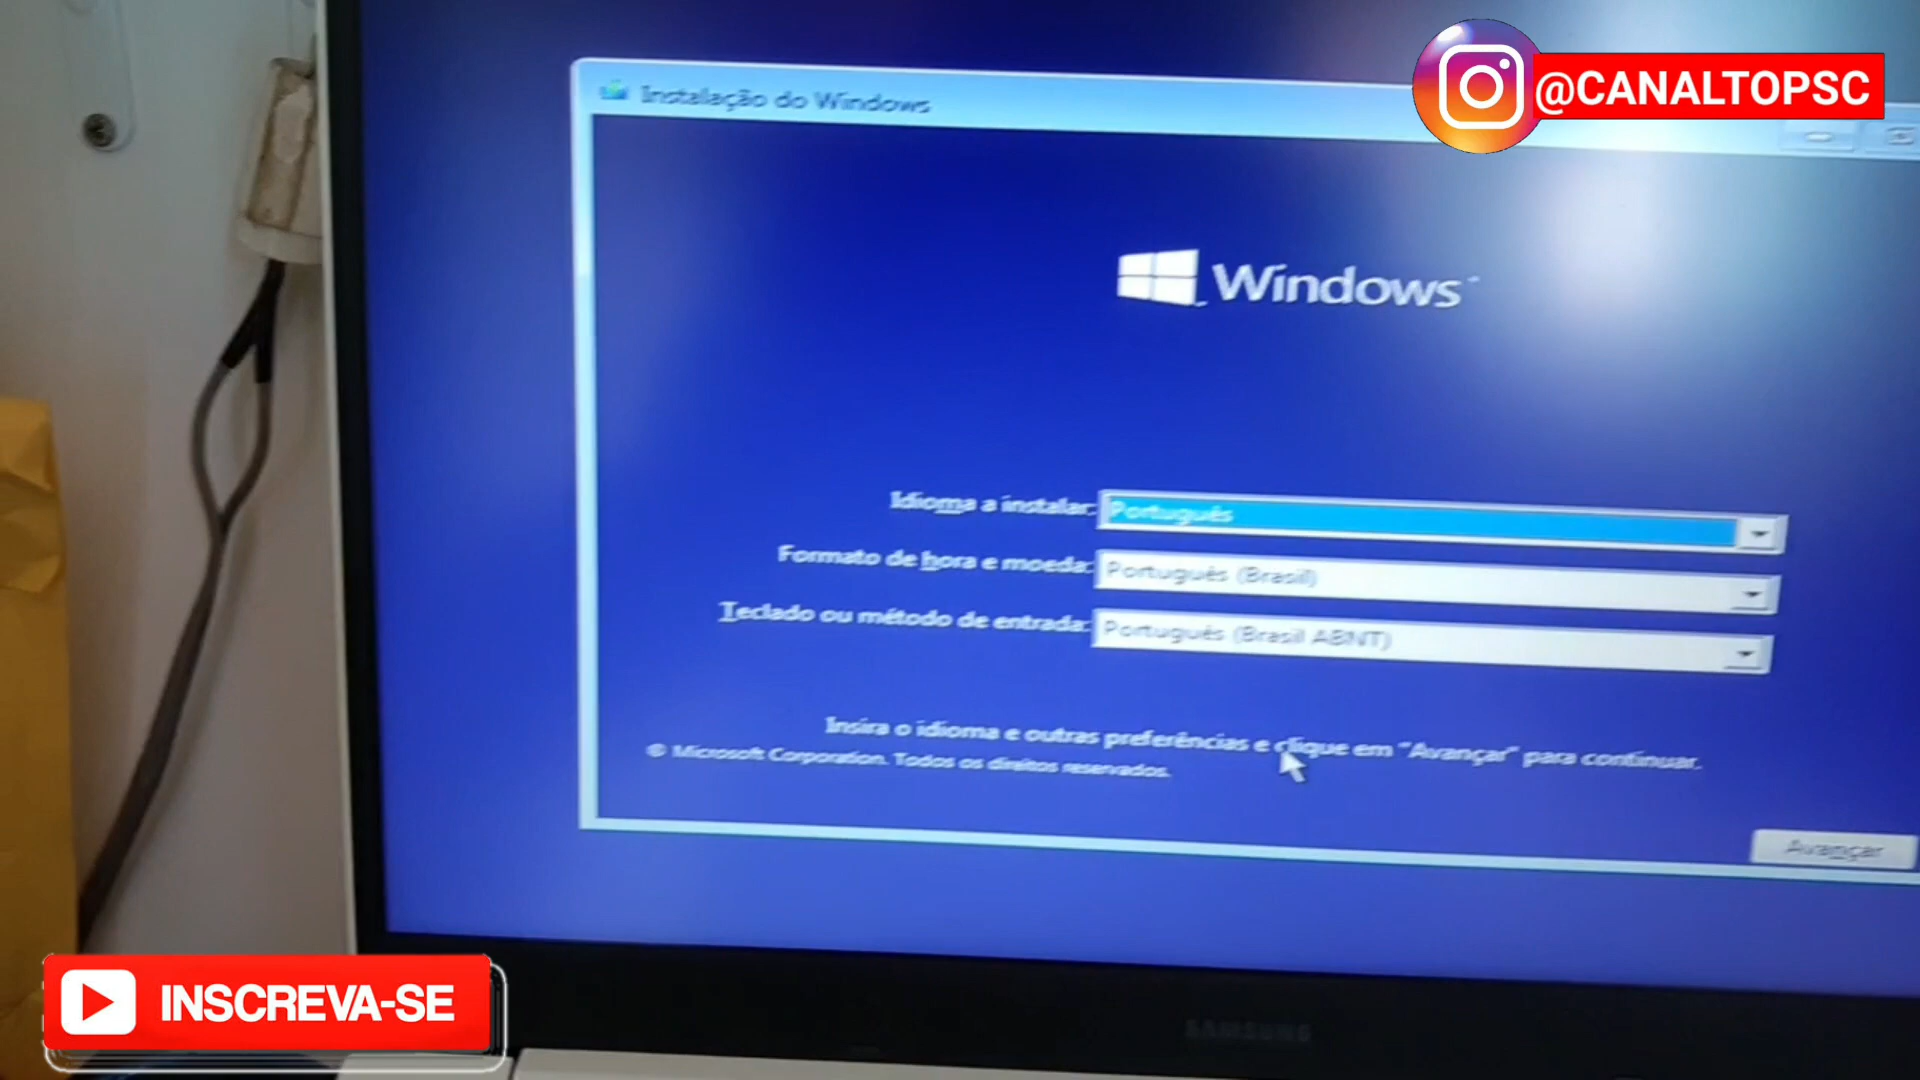 @CANALTOPSC
Instalação do Windows
Windows
Idioma a instalar: Português
Formato de hora e moeda: Português (Brasil)
Teclado ou método de entrada: Português (Brasil ABNT)
Insira o idioma e outras preferências e clique em "Avançar" para continuar.
© Microsoft Corporation. Todos os direitos reservados.
Avançar
INSCREVA-SE
SAMSUNG